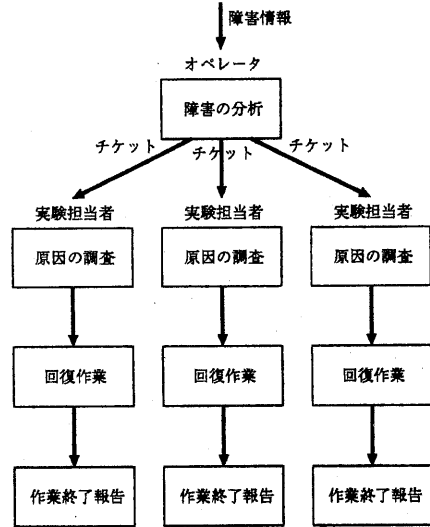 障害情報
オペレータ
障害の分析
チケット
チケット
チケット
実験担当者
実験担当者
実験担当者
原因の調査
原因の調査
原因の調査
回復作業
回復作業
回復作業
作業終了報告
作業終了報告
作業終了報告